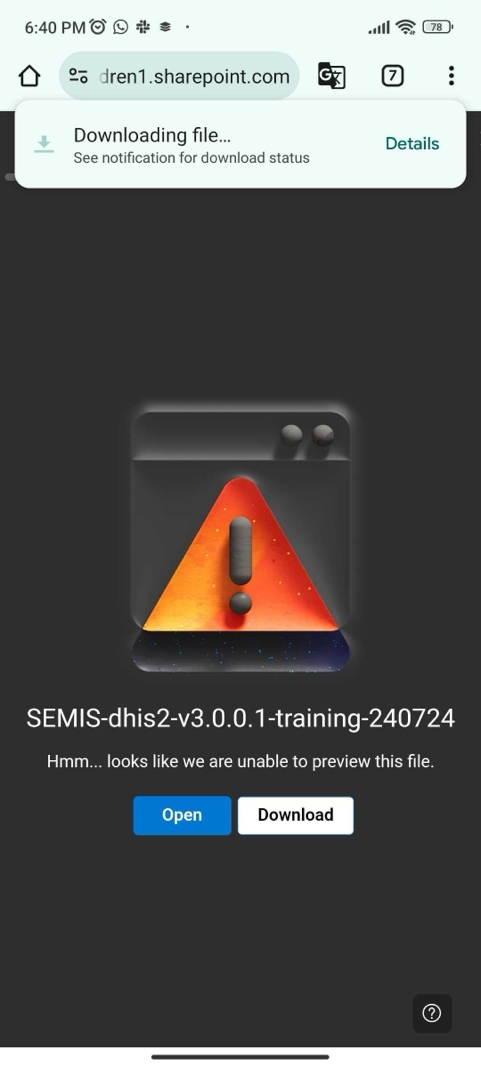 6:40 PM
78
dren1.sharepoint.com
7
Downloading file...
See notification for download status
Details
SEMIS-dhis2-v3.0.0.1-training-240724
Hmm... looks like we are unable to preview this file.
Open
Download